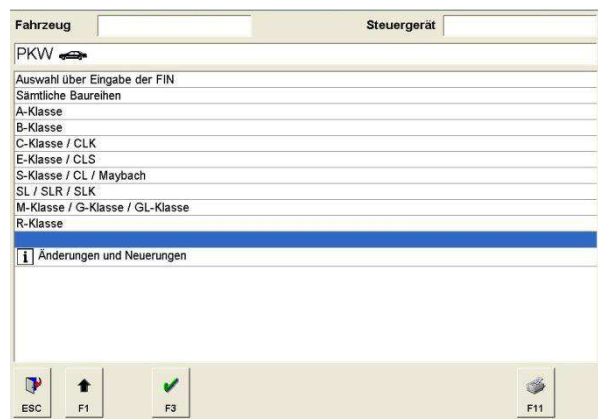 Fahrzeug Steuergerät
PKW
Auswahl über Eingabe der FIN
Sämtliche Baureihen
A-Klasse
B-Klasse
C-Klasse / CLK
E-Klasse / CLS
S-Klasse / CL / Maybach
SL / SLR / SLK
M-Klasse / G-Klasse / GL-Klasse
R-Klasse
i Änderungen und Neuerungen
ESC F1 F3 F11